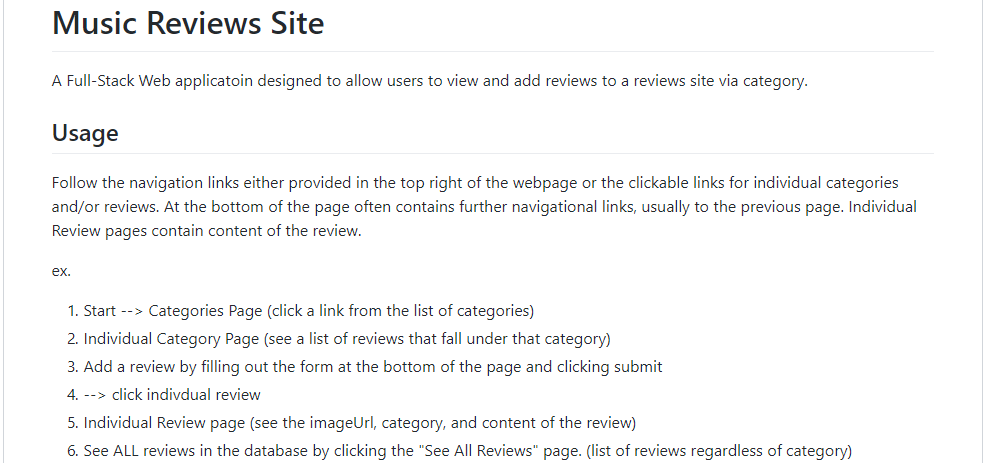 Music Reviews Site
A Full-Stack Web applicatoin designed to allow users to view and add reviews to a reviews site via category.
Usage
Follow the navigation links either provided in the top right of the webpage or the clickable links for individual categories
and/or reviews. At the bottom of the page often contains further navigational links, usually to the previous page. Individual
Review pages contain content of the review.
ex.
1. Start --> Categories Page (click a link from the list of categories)
2. Individual Category Page (see a list of reviews that fall under that category)
3. Add a review by filling out the form at the bottom of the page and clicking submit
4. --> click indivdual review
5. Individual Review page (see the imageUrl, category, and content of the review)
6. See ALL reviews in the database by clicking the "See All Reviews" page. (list of reviews regardless of category)